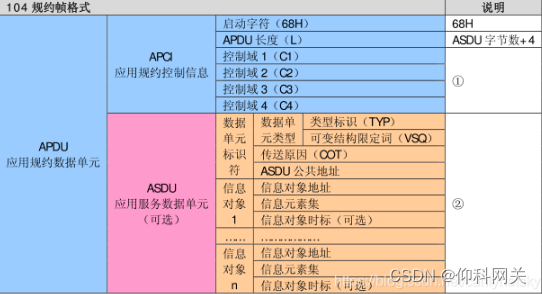 104 规约帧格式 说明
启动字符(68H) 68H
APDU 长度(L) ASDU 字节数+4
APCI
应用规约控制信息
控制域 1(C1)
控制域 2(C2)
控制域 3(C3)
控制域 4(C4)
①
APDU
应用规约数据单元
ASDU
应用服务数据单元
(可选)
数据
单元
标识
符
数据单
元类型
类型标识(TYP)
可变结构限定词(VSQ)
传送原因(COT)
ASDU 公共地址
信息
对象
1
信息对象地址
信息元素集
信息对象时标(可选)
…… ……………
信息
对象
n
信息对象地址
信息元素集
信息对象时标(可选)
②
CSDN @仰科网关